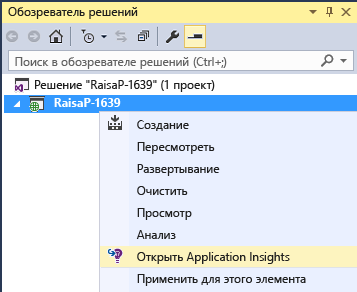 Обозреватель решений
Поиск в обозревателе решений (Ctrl+;)
Решение "RaisaP-1639" (1 проект)
RaisaP-1639
Создание
Пересмотреть
Развертывание
Очистить
Просмотр
Анализ
Открыть Application Insights
Применить для этого элемента